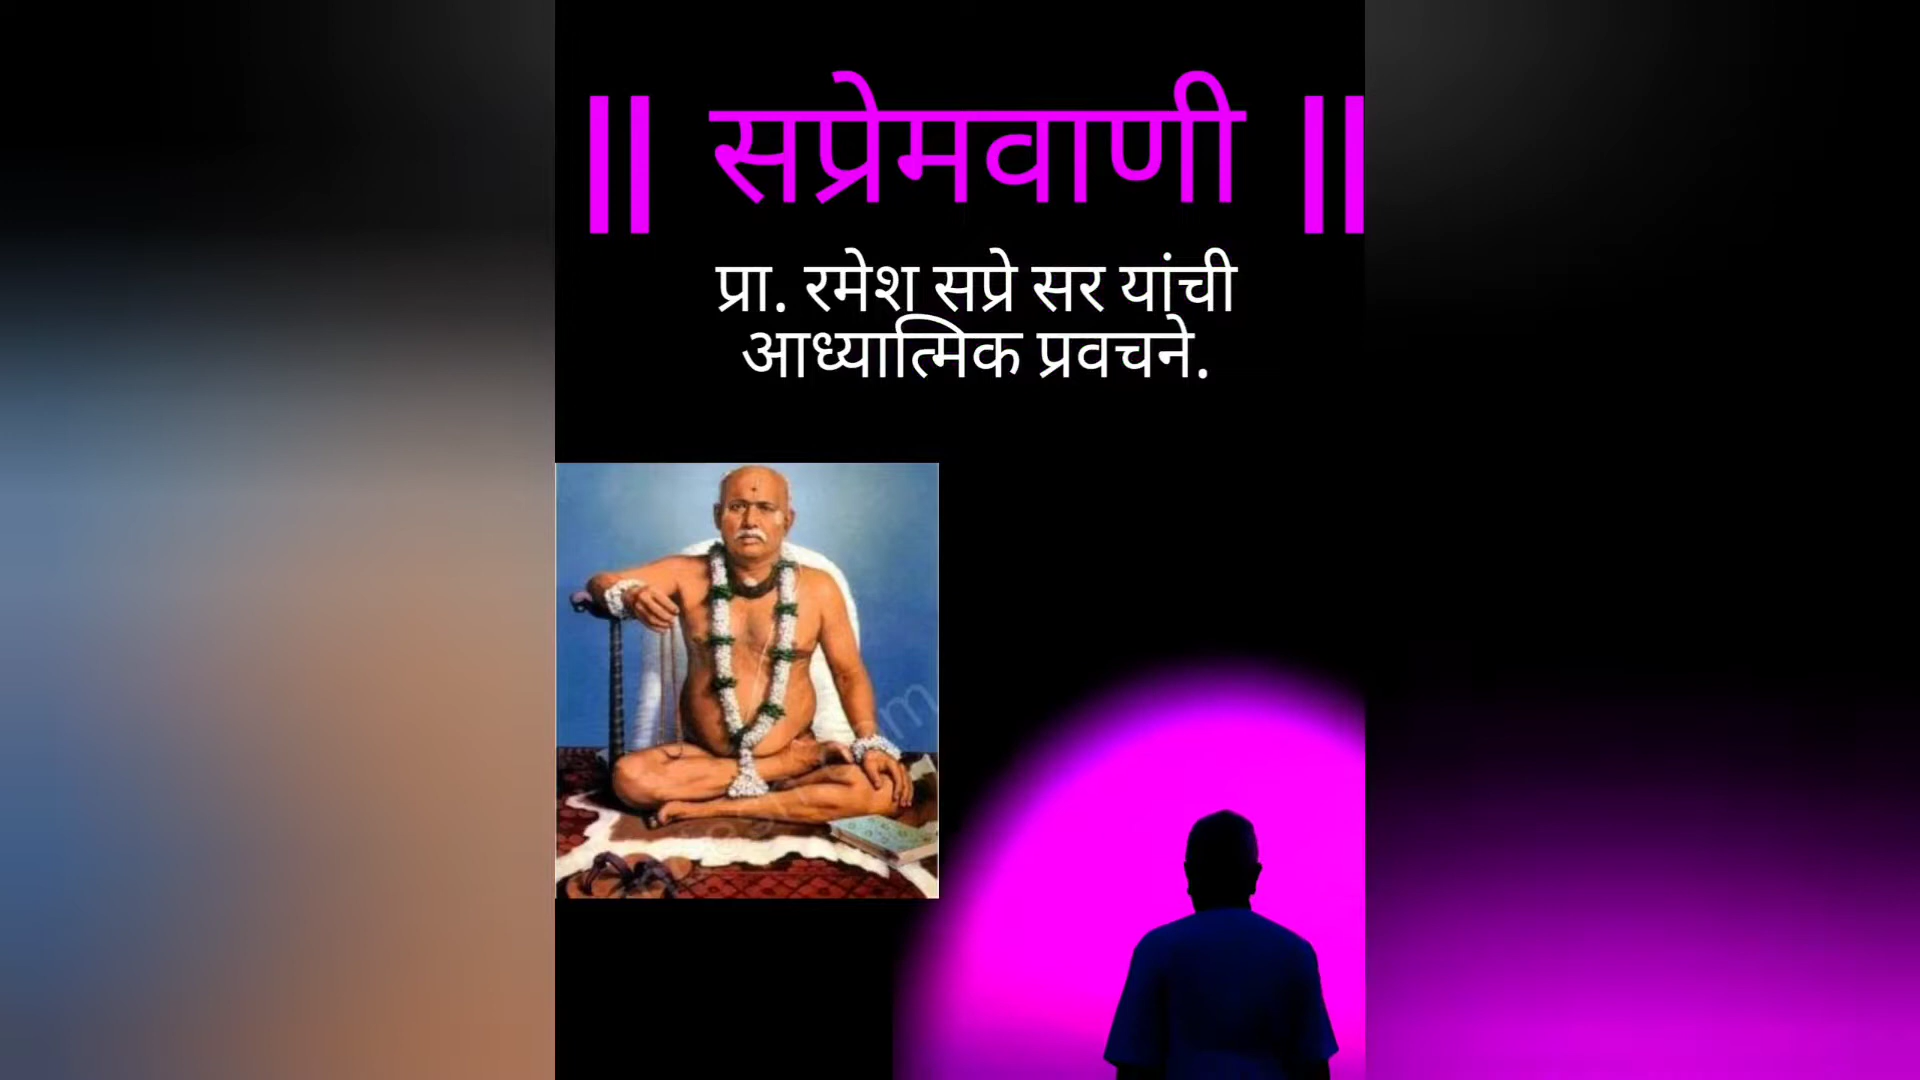 || सप्रेमवाणी ||
प्रा. रमेश सप्रे सर यांची
आध्यात्मिक प्रवचने.